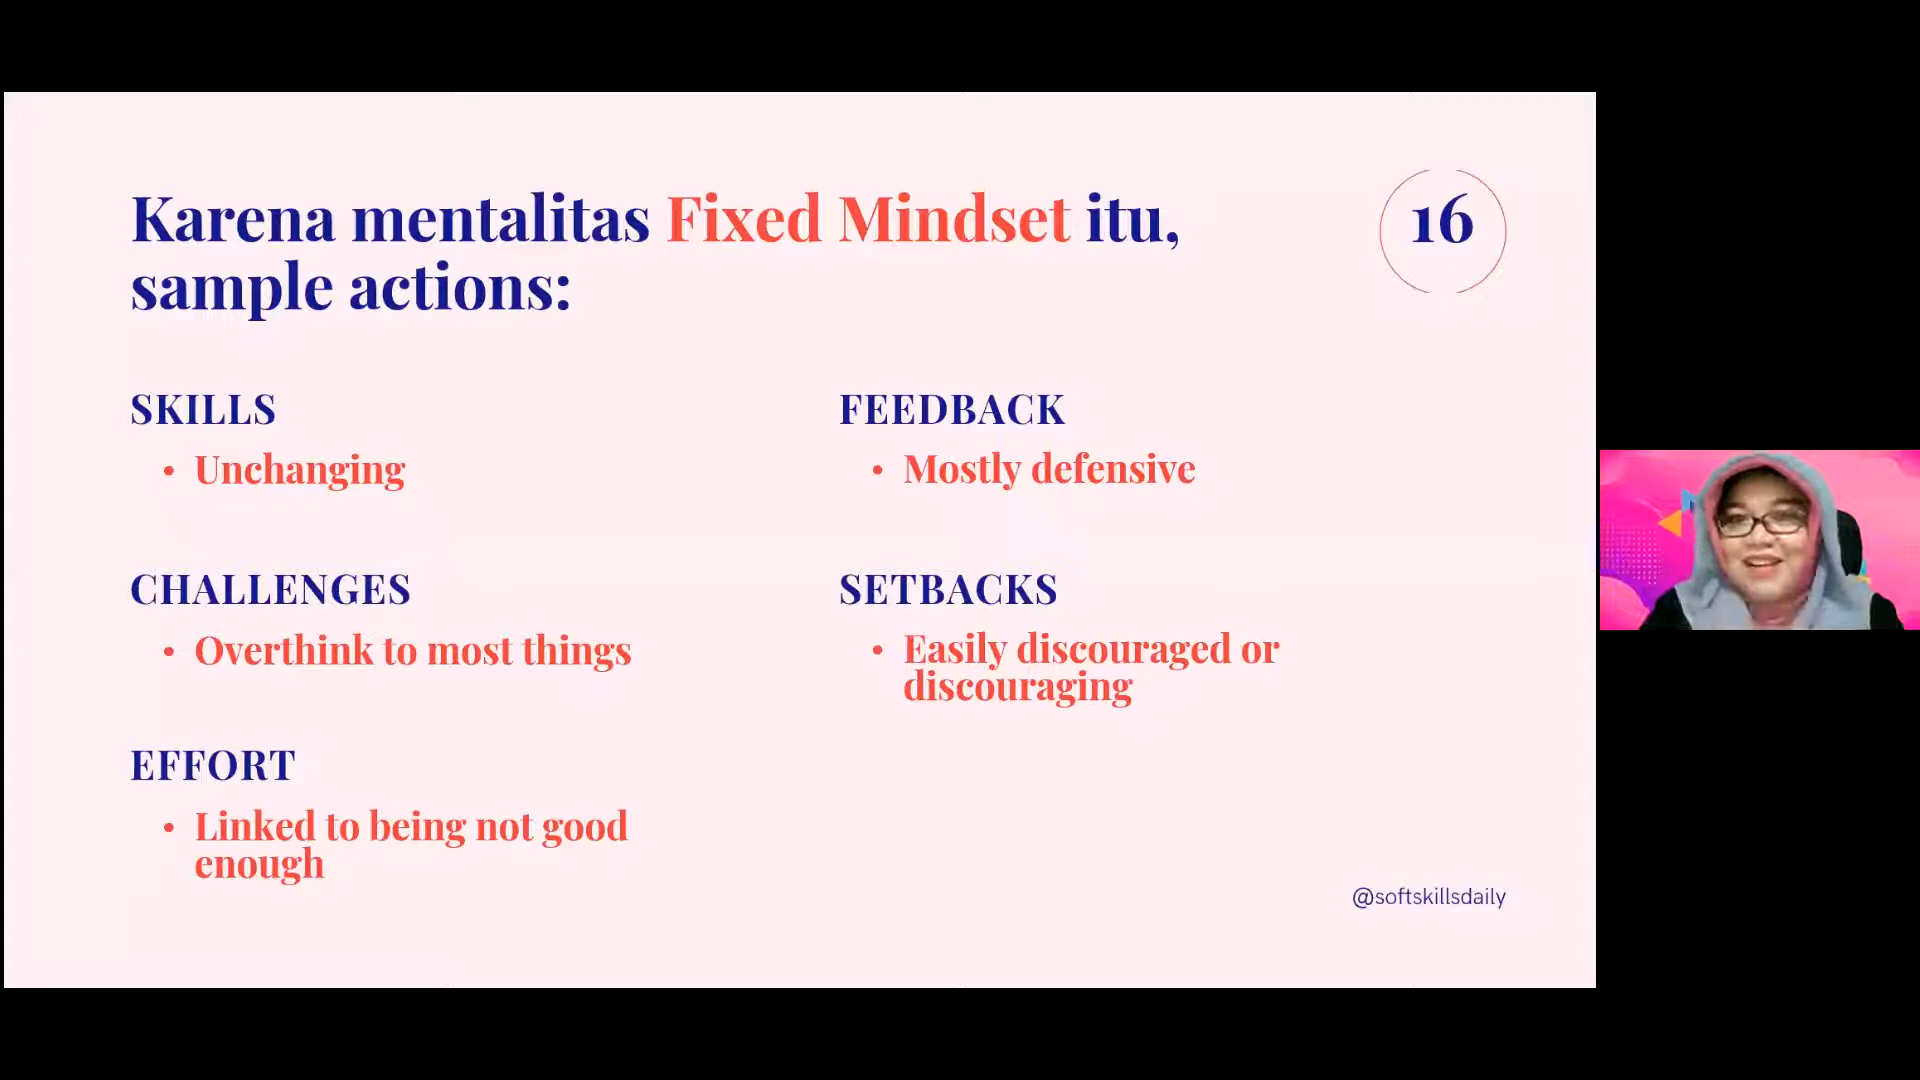 Karena mentalitas Fixed Mindset itu,
sample actions:
16
SKILLS
• Unchanging
CHALLENGES
• Overthink to most things
EFFORT
• Linked to being not good
enough
FEEDBACK
• Mostly defensive
SETBACKS
• Easily discouraged or
discouraging
@softskillsdaily